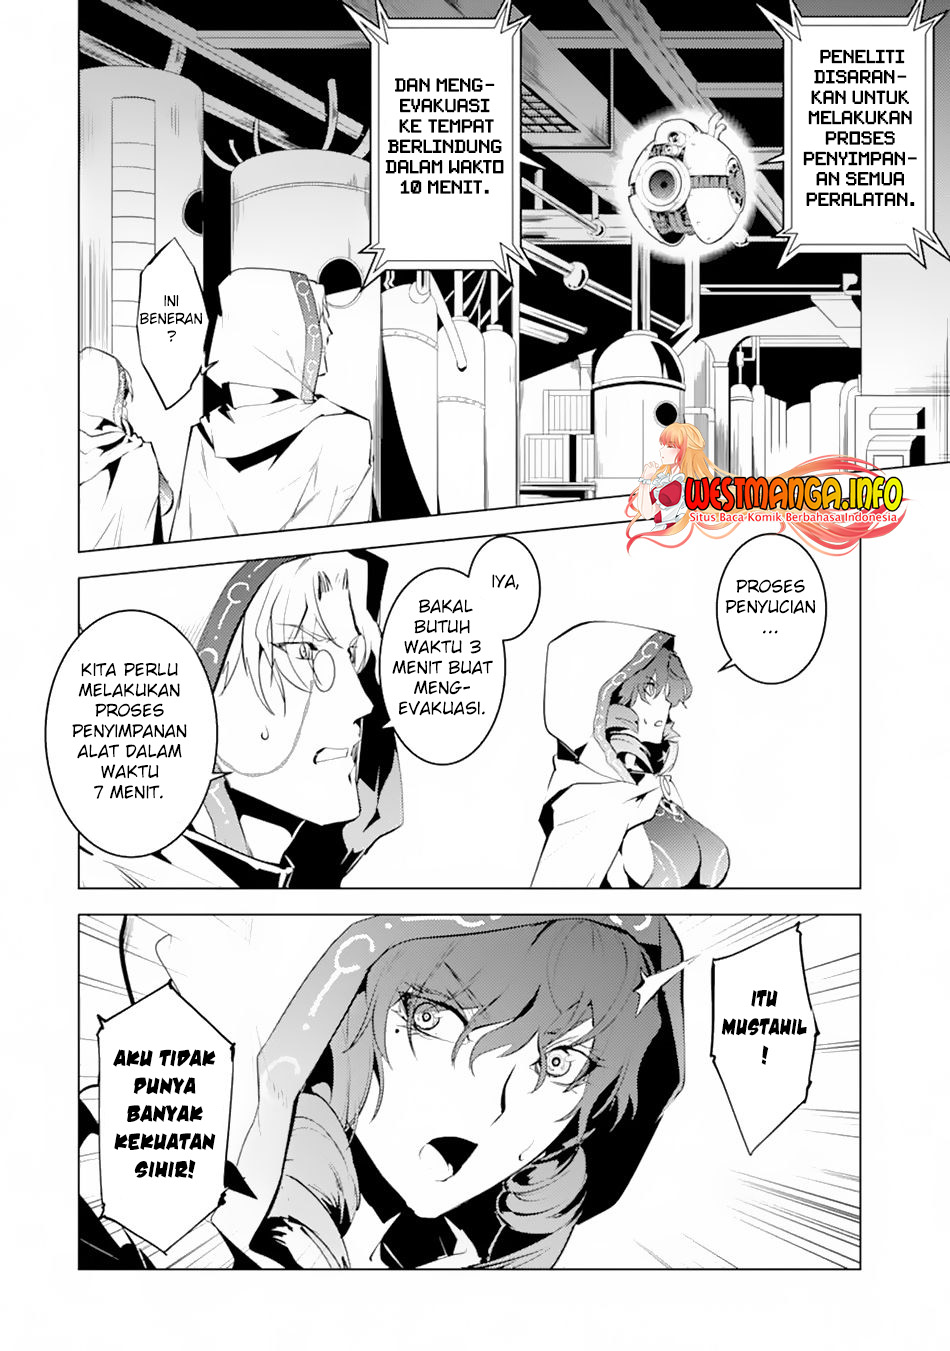 PENELITI
DISARAN-
KAN UNTUK
MELAKUKAN
PROSES
PENYIMPAN-
AN SEMUA
PERALATAN.
DAN MENG-
EVAKUASI
KE TEMPAT
BERLINDUNG
DALAM WAKTO
10 MENIT.
INI
BENERAN
?
WESTMANGA.INFO
Situs Baca Komik Berbahasa Indonesia
PROSES
PENYUCIAN
...
IYA,
BAKAL
BUTUH
WAKTU 3
MENIT BUAT
MENG-
EVAKUASI.
KITA PERLU
MELAKUKAN
PROSES
PENYIMPANAN
ALAT DALAM
WAKTU
7 MENIT.
ITU
MUSTAHIL
!
AKU TIDAK
PUNYA
BANYAK
KEKUATAN
SIHIR!